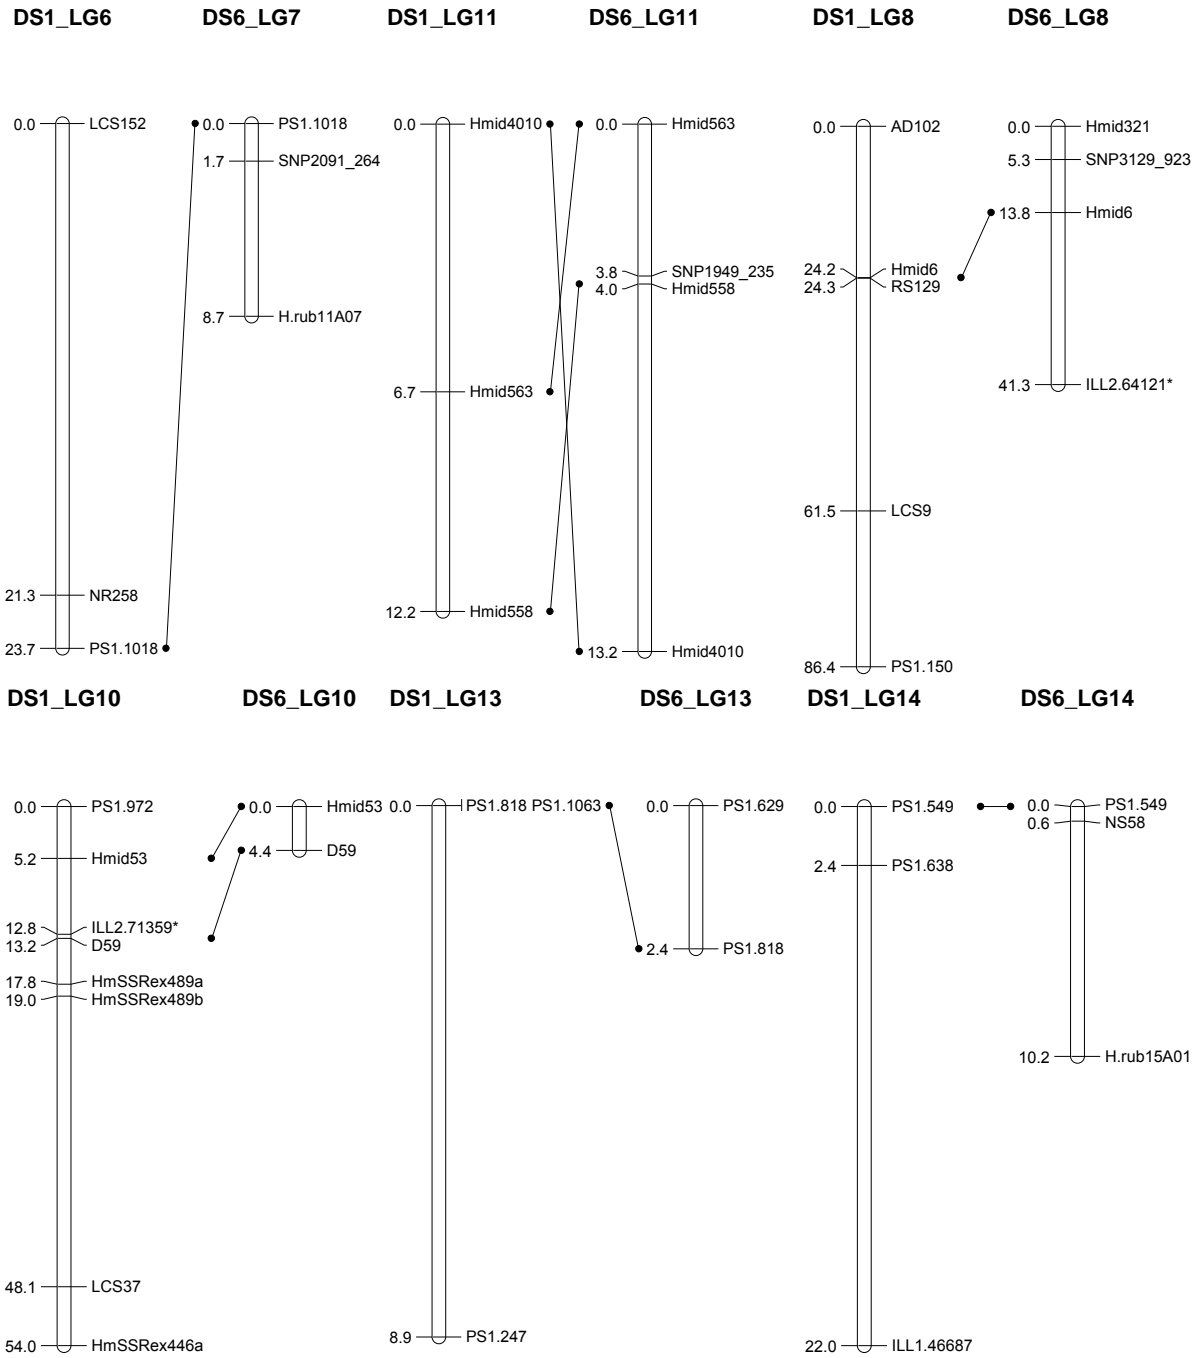 DS1_LG6 DS6_LG7 DS1_LG11 DS6_LG11 DS1_LG8 DS6_LG8
0.0 LCS152
21.3 NR258
23.7 PS1.1018
0.0 PS1.1018
1.7 SNP2091_264
8.7 H.rub11A07
0.0 Hmid4010
6.7 Hmid563
12.2 Hmid558
0.0 Hmid563
3.8 SNP1949_235
4.0 Hmid558
13.2 Hmid4010
0.0 AD102
24.2 Hmid6
24.3 RS129
61.5 LCS9
86.4 PS1.150
0.0 Hmid321
5.3 SNP3129_923
13.8 Hmid6
41.3 ILL2.64121*
DS1_LG10 DS6_LG10 DS1_LG13 DS6_LG13 DS1_LG14 DS6_LG14
0.0 PS1.972
5.2 Hmid53
12.8 ILL2.71359*
13.2 D59
17.8 HmSSRex489a
19.0 HmSSRex489b
48.1 LCS37
54.0 HmSSRex446a
0.0 Hmid53
4.4 D59
0.0 PS1.818 PS1.1063
8.9 PS1.247
0.0 PS1.629
2.4 PS1.818
0.0 PS1.549
2.4 PS1.638
22.0 ILL1.46687
0.0 PS1.549
0.6 NS58
10.2 H.rub15A01